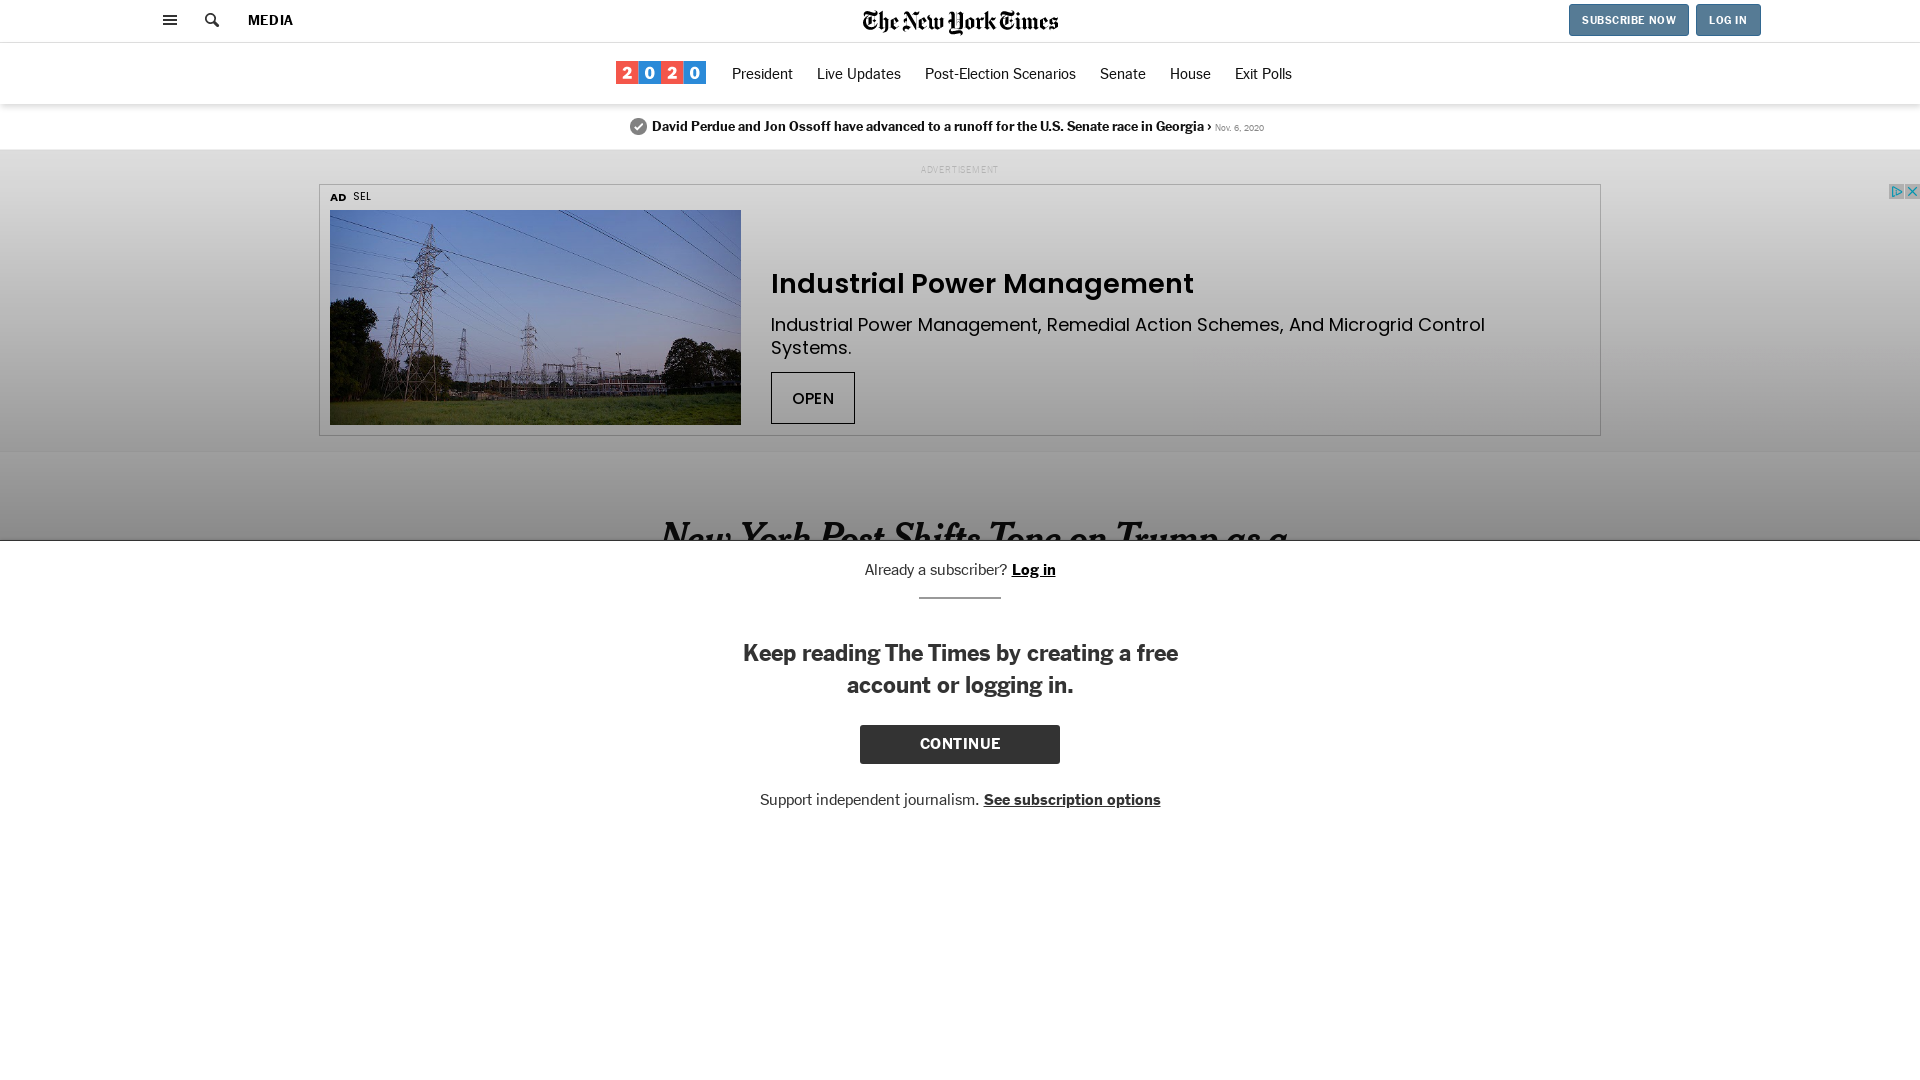 MEDIA
The New York Times
SUBSCRIBE NOW
LOG IN
2020
President
Live Updates
Post-Election Scenarios
Senate
House
Exit Polls
David Perdue and Jon Ossoff have advanced to a runoff for the U.S. Senate race in Georgia › Nov. 6, 2020
ADVERTISEMENT
AD SEL
Industrial Power Management
Industrial Power Management, Remedial Action Schemes, And Microgrid Control
Systems.
OPEN
New York Post Shifts Tone on Trump as a
Already a subscriber? Log in
Keep reading The Times by creating a free
account or logging in.
CONTINUE
Support independent journalism. See subscription options